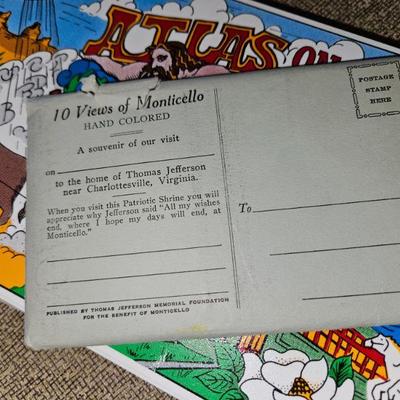 ATLAS
10 Views of Monticello
HAND COLORED
A souvenir of our visit
on
to the home of Thomas Jefferson
near Charlottesville, Virginia.
When you visit this Patriotic Shrine you will
appreciate why Jefferson said "All my wishes
end, where I hope my days will end, at
Monticello."
PUBLISHED BY THOMAS JEFFERSON MEMORIAL FOUNDATION
FOR THE BENEFIT OF MONTICELLO
POSTAGE
STAMP
HERE
To